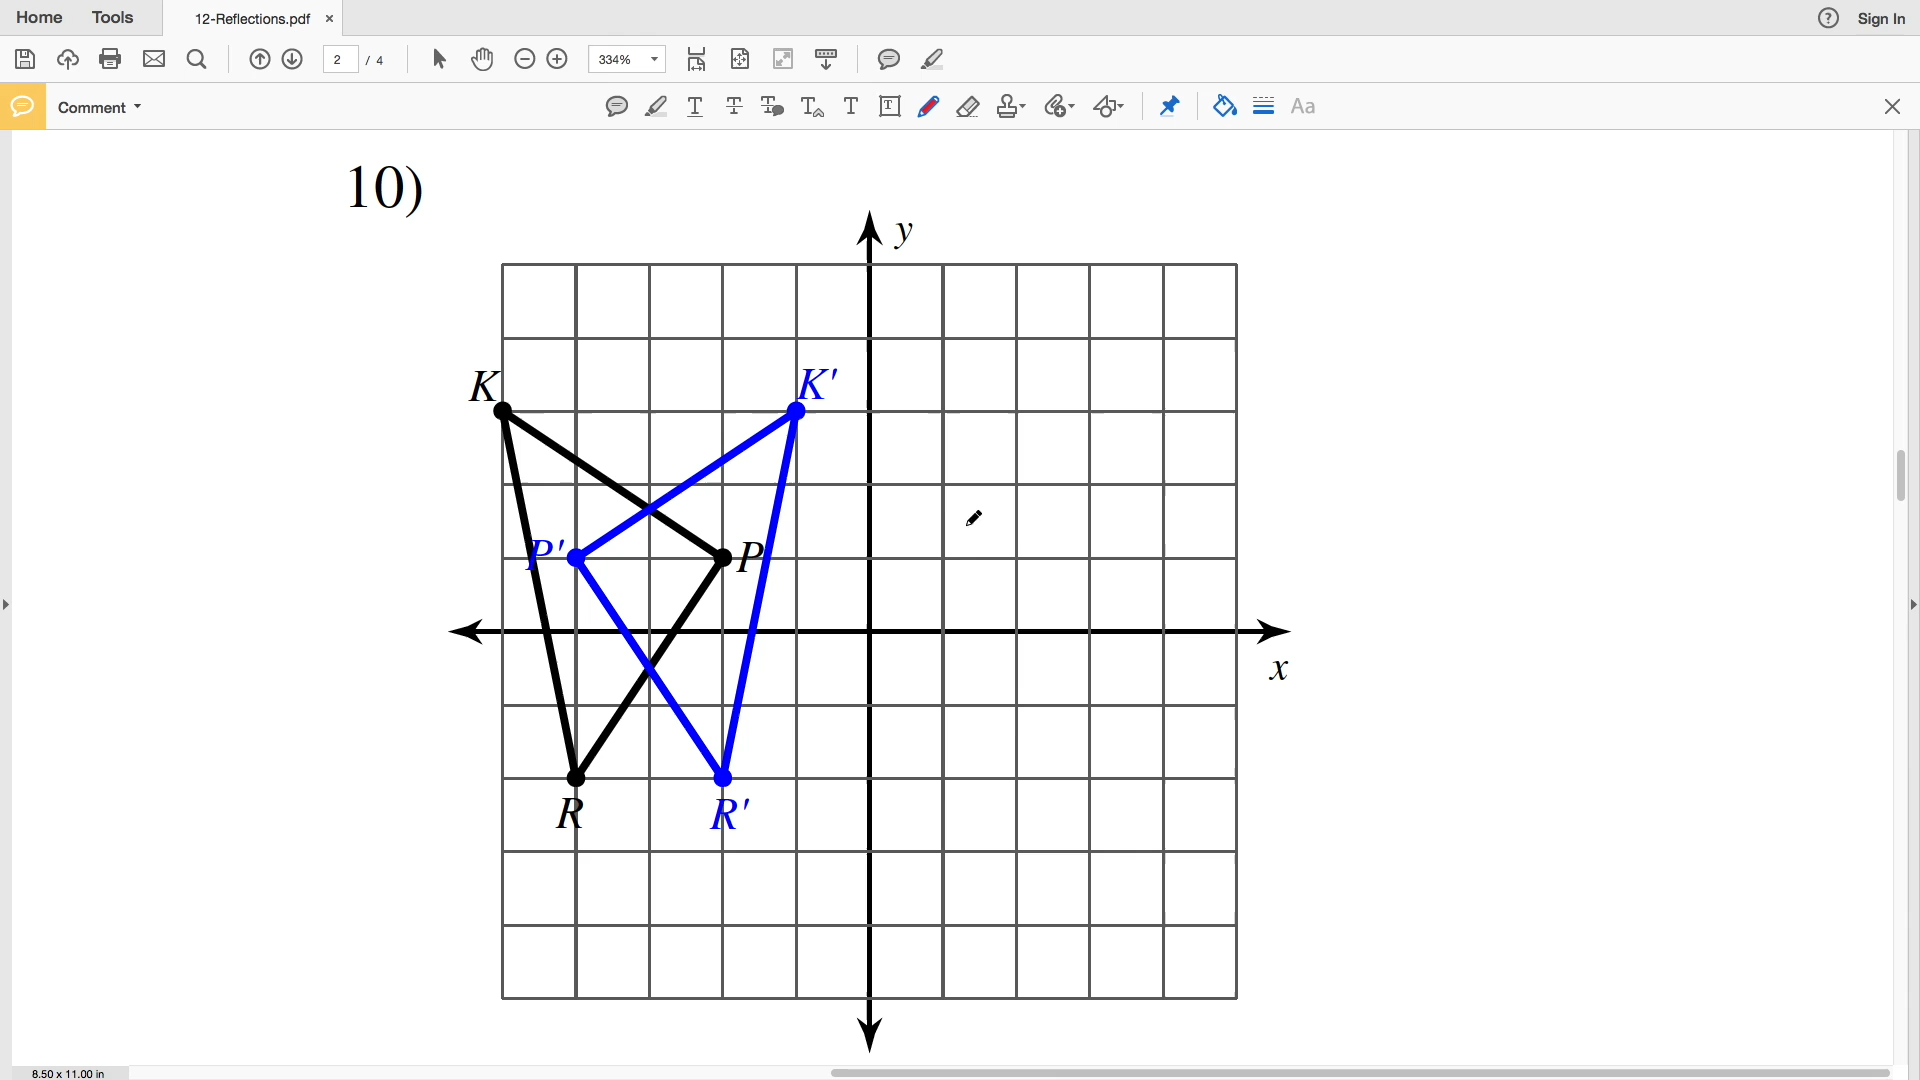 Home Tools 12-Reflections.pdf × ? Sign In
2 / 4 334%
Comment T T T T T T Aa
10)
y
K K′
P′ P
x
R R′
8.50 x 11.00 in